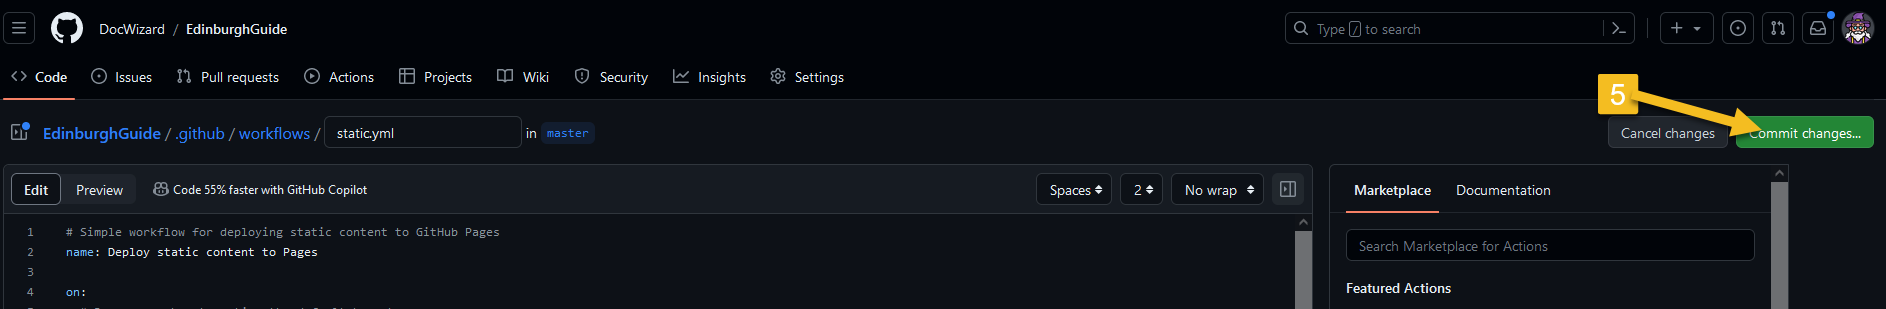 DocWizard / EdinburghGuide
Type / to search
Code Issues Pull requests Actions Projects Wiki Security Insights Settings
5
EdinburghGuide / .github / workflows / static.yml in master
Cancel changes Commit changes...
Edit Preview Code 55% faster with GitHub Copilot Spaces 2 No wrap
Marketplace Documentation
1 # Simple workflow for deploying static content to GitHub Pages
2 name: Deploy static content to Pages
Search Marketplace for Actions
3
4 on:
Featured Actions